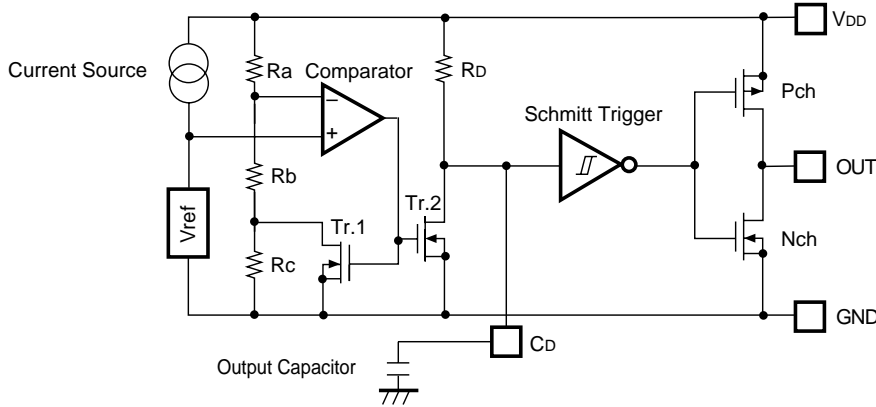 VDD
Current Source
Ra
Comparator
RD
Pch
Schmitt Trigger
−
+
OUT
Rb
Vref
Tr.1
Tr.2
Nch
Rc
GND
CD
Output Capacitor